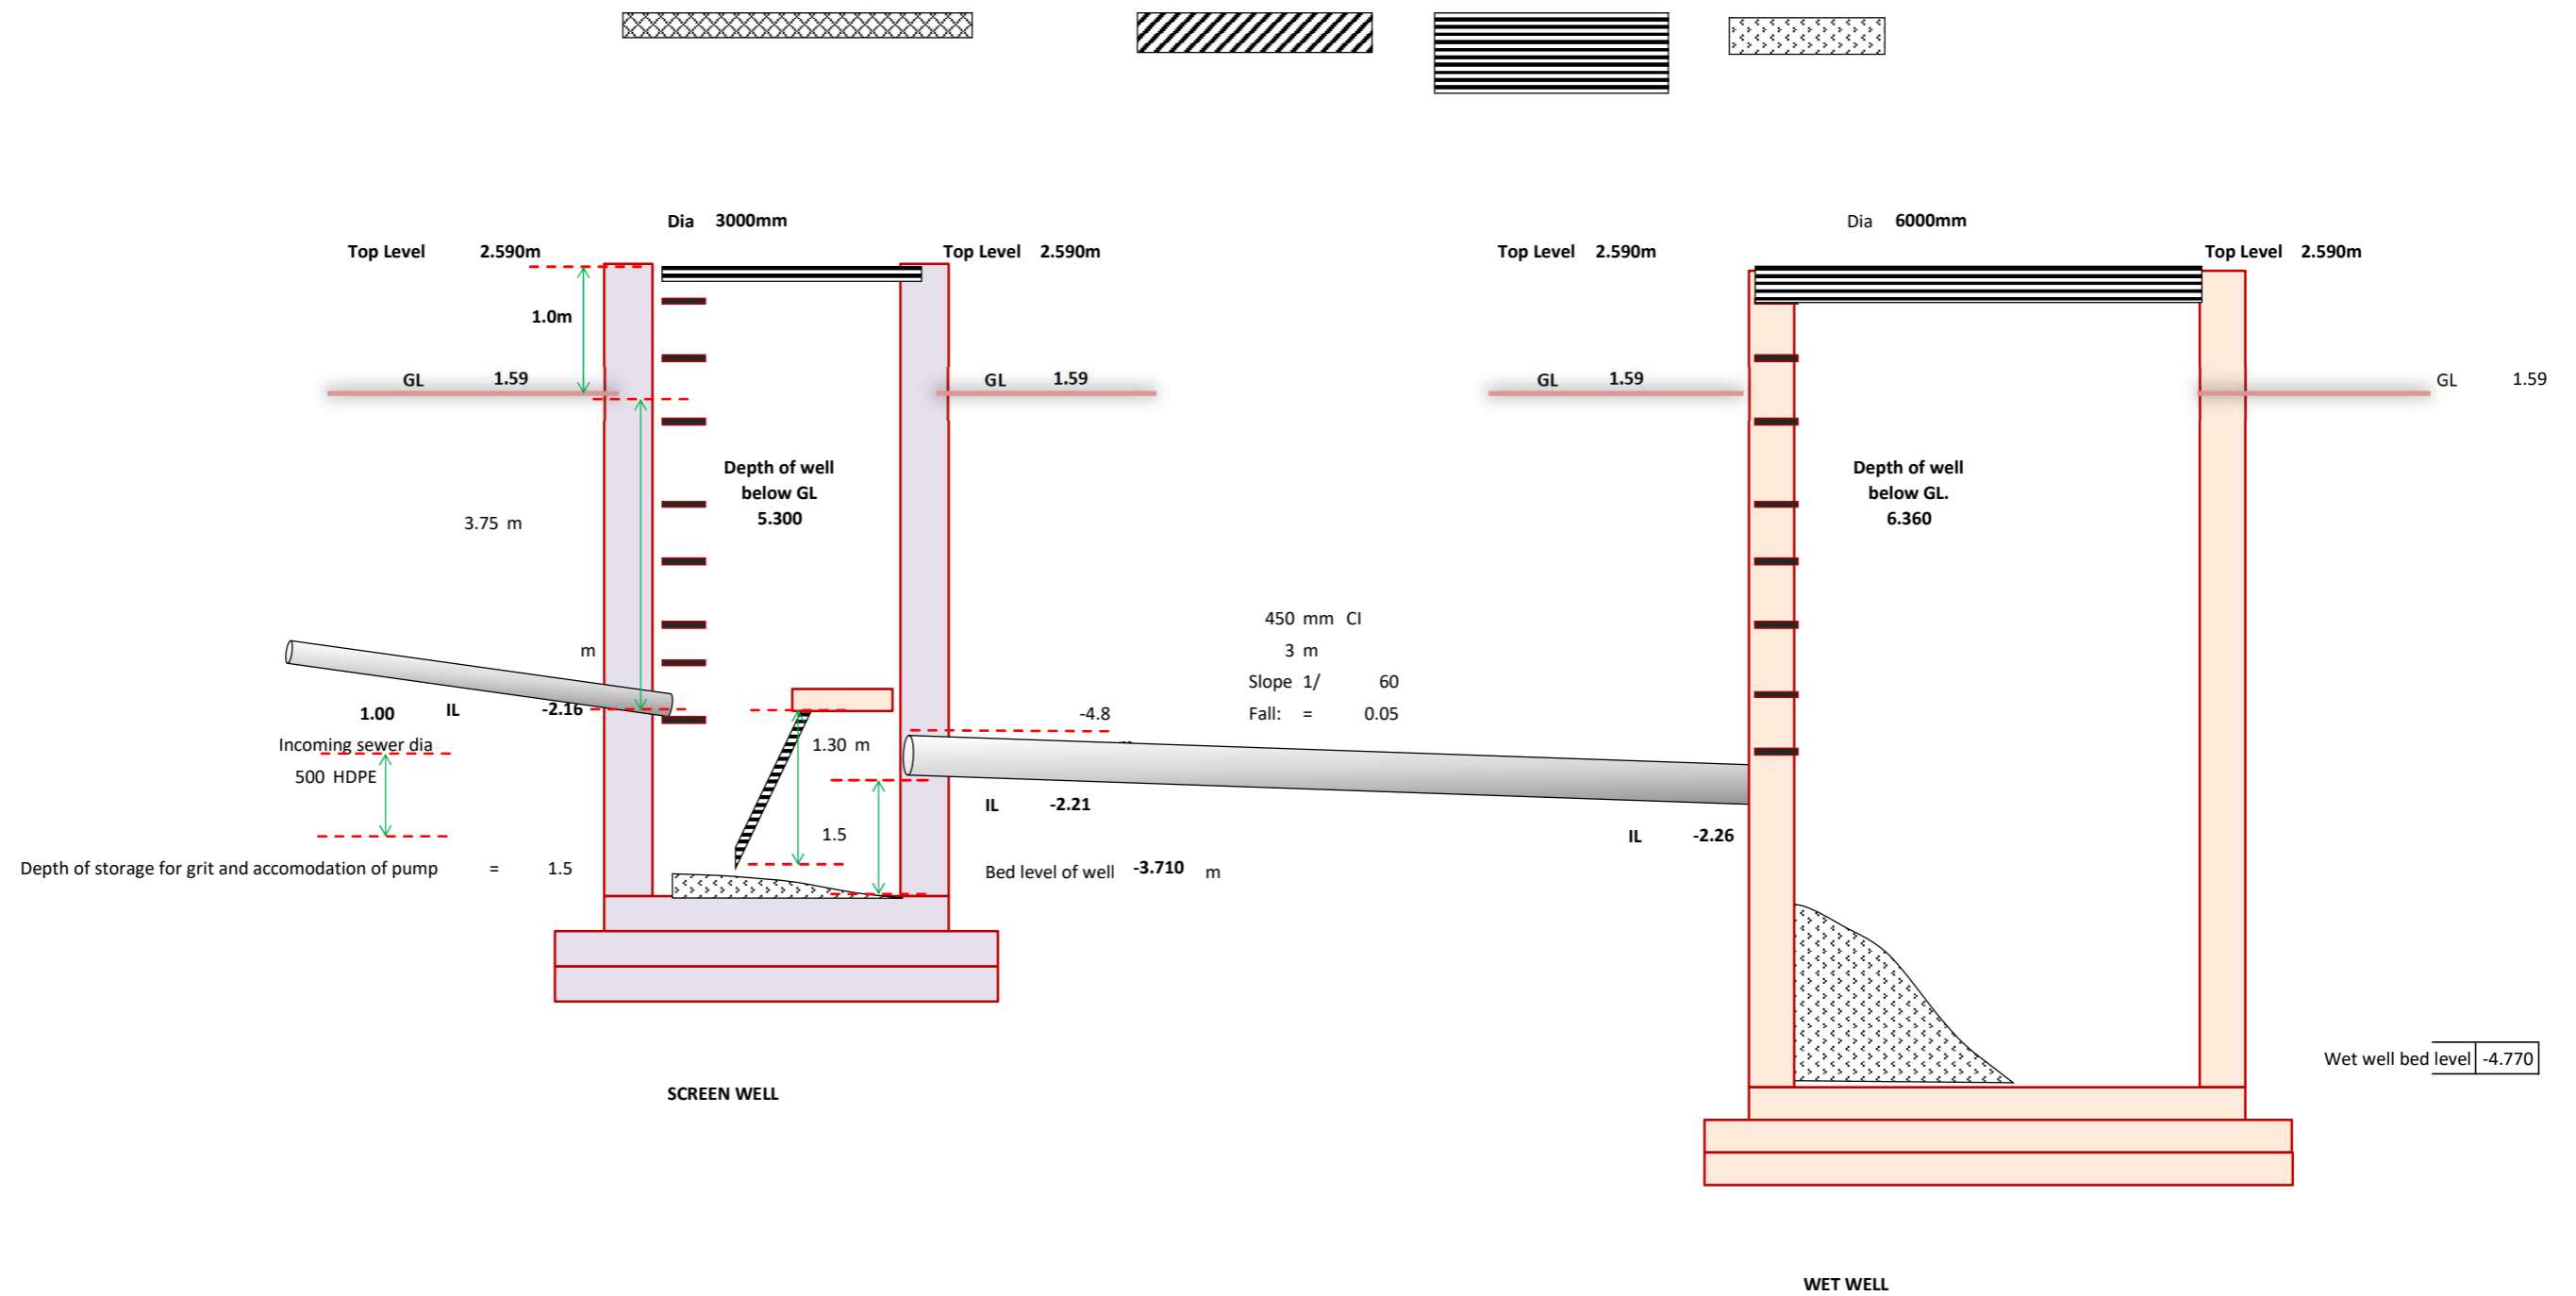 Dia 3000mm
Dia 6000mm
Top Level 2.590m
Top Level 2.590m
Top Level 2.590m
Top Level 2.590m
1.0m
GL 1.59
GL 1.59
GL 1.59
GL 1.59
Depth of well
below GL
5.300
Depth of well
below GL.
6.360
3.75 m
450 mm CI
3 m
m
Slope 1/ 60
1.00 IL -2.16
-4.8
Fall: = 0.05
Incoming sewer dia
1.30 m
500 HDPE
IL -2.21
1.5
IL -2.26
Depth of storage for grit and accomodation of pump = 1.5
Bed level of well -3.710 m
Wet well bed level -4.770
SCREEN WELL
WET WELL